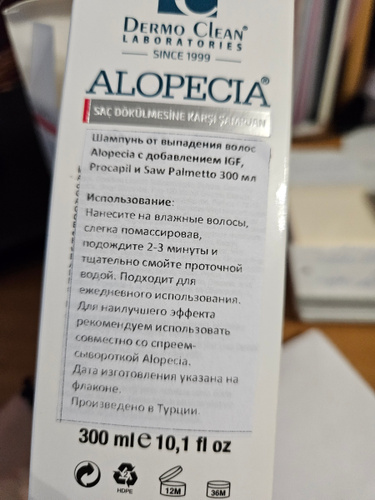 DERMO CLEAN®
LABORATORIES
SINCE 1999
ALOPECIA®
SAÇ DÖKÜLMESİNE KARŞI ŞAMPUAN
Шампунь от выпадения волос
Alopecia с добавлением IGF,
Procapil и Saw Palmetto 300 мл
Использование:
Нанесите на влажные волосы,
слегка помассировав,
подождите 2-3 минуты и
тщательно смойте проточной
водой. Подходит для
ежедневного использования.
Для наилучшего эффекта
рекомендуем использовать
совместно со спреем-
сывороткой Alopecia.
Дата изготовления указана на
флаконе.
Произведено в Турции.
300 ml e 10,1 fl oz
HDPE
12M
36M